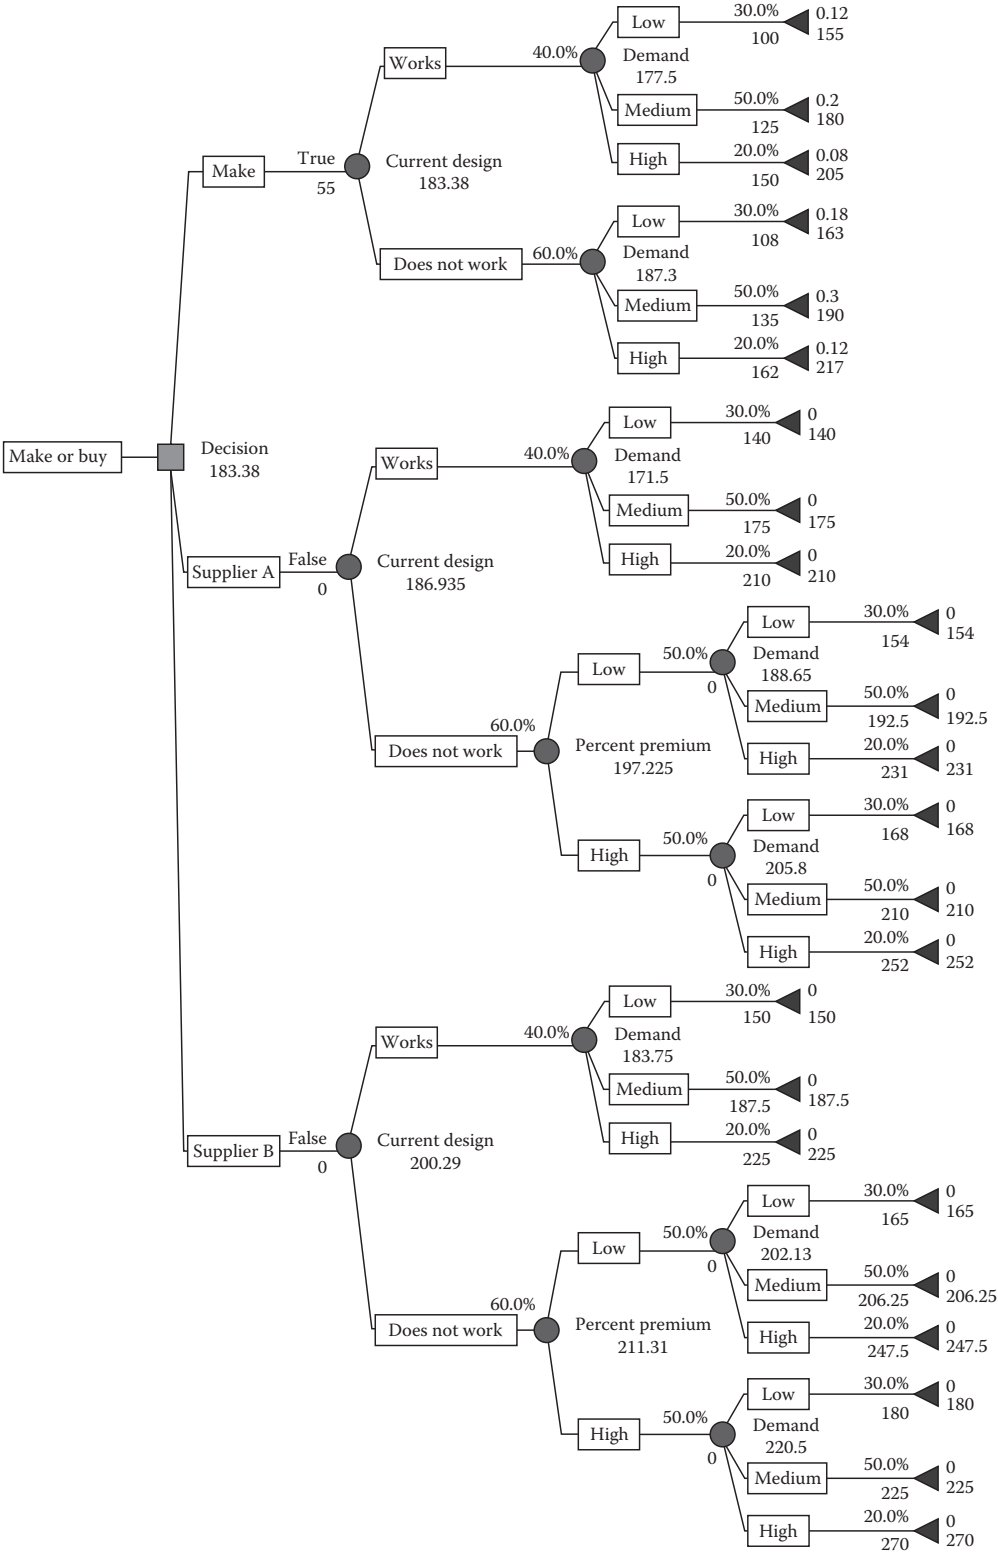 Make or buy
Decision
183.38
Make
True
55
Current design
183.38
Works
40.0%
Demand
177.5
Low
30.0%
100
0.12
155
Medium
50.0%
125
0.2
180
High
20.0%
150
0.08
205
Does not work
60.0%
Demand
187.3
Low
30.0%
108
0.18
163
Medium
50.0%
135
0.3
190
High
20.0%
162
0.12
217
Supplier A
False
0
Current design
186.935
Works
40.0%
Demand
171.5
Low
30.0%
140
0
140
Medium
50.0%
175
0
175
High
20.0%
210
0
210
Does not work
60.0%
Percent premium
197.225
Low
50.0%
0
Demand
188.65
Low
30.0%
154
0
154
Medium
50.0%
192.5
0
192.5
High
20.0%
231
0
231
High
50.0%
0
Demand
205.8
Low
30.0%
168
0
168
Medium
50.0%
210
0
210
High
20.0%
252
0
252
Supplier B
False
0
Current design
200.29
Works
40.0%
Demand
183.75
Low
30.0%
150
0
150
Medium
50.0%
187.5
0
187.5
High
20.0%
225
0
225
Does not work
60.0%
Percent premium
211.31
Low
50.0%
0
Demand
202.13
Low
30.0%
165
0
165
Medium
50.0%
206.25
0
206.25
High
20.0%
247.5
0
247.5
High
50.0%
0
Demand
220.5
Low
30.0%
180
0
180
Medium
50.0%
225
0
225
High
20.0%
270
0
270